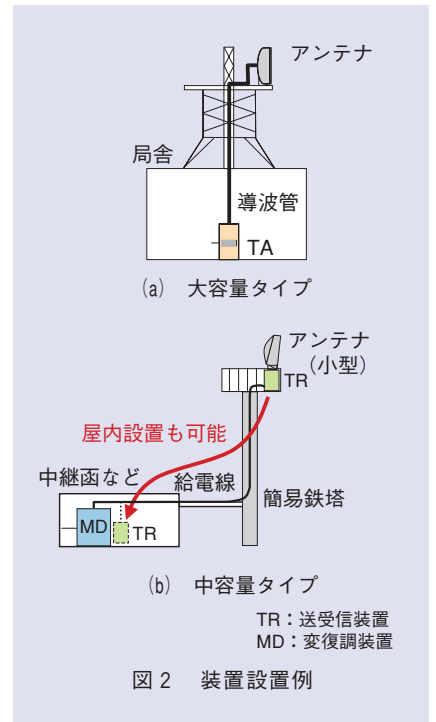 アンテナ
局舎
導波管
TA
(a) 大容量タイプ
アンテナ
(小型)
TR
屋内設置も可能
中継函など
給電線
簡易鉄塔
MD
TR
(b) 中容量タイプ
TR：送受信装置
MD：変復調装置
図2 装置設置例